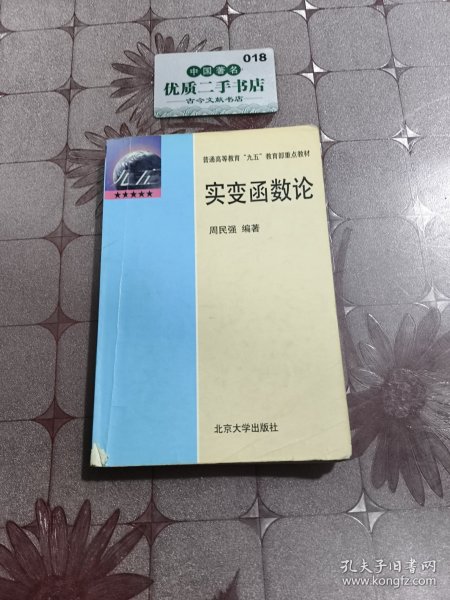 018
中国著名
优质二手书店
古今文献书店
九五
普通高等教育“九五”教育部重点教材
实变函数论
周民强 编著
北京大学出版社
孔夫子旧书网
www.kongfz.com